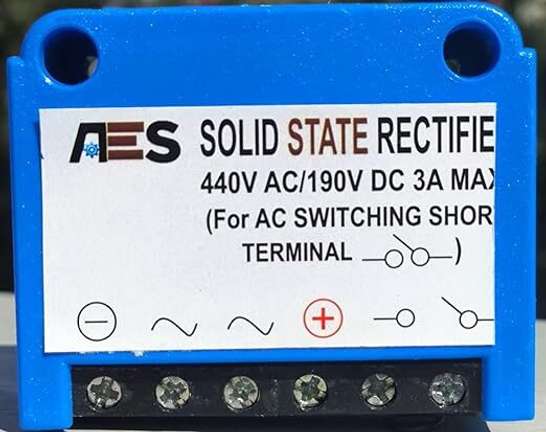 AES SOLID STATE RECTIFIE
440V AC/190V DC 3A MAX
(For AC SWITCHING SHOR
TERMINAL )
- ~ ~ +